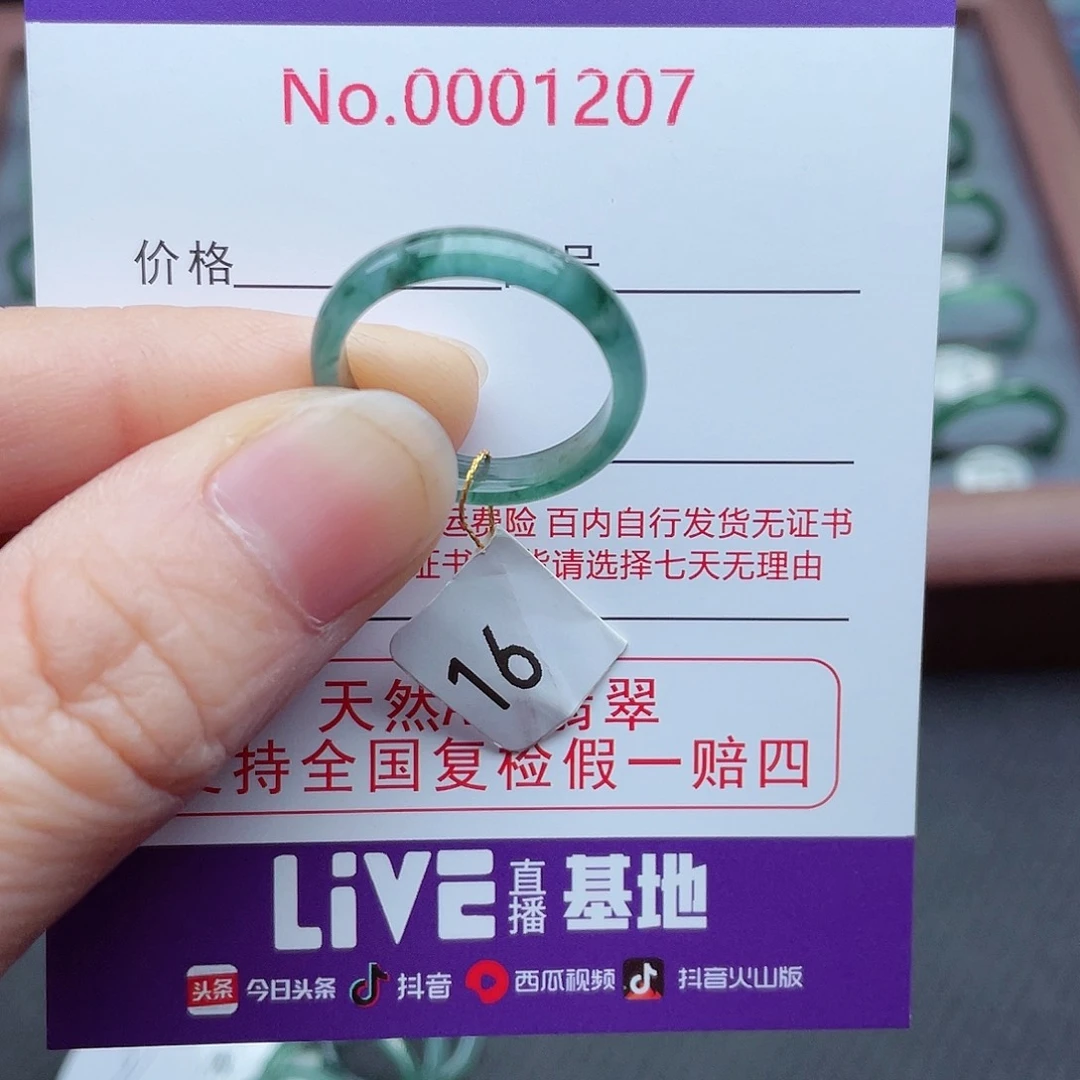 No.0001207
价格
运费险 百内自行发货无证书
证书 请选择七天无理由
16
天然 翡翠
持全国复检假一赔四
LiVE 直播 基地
头条 今日头条 抖音 西瓜视频 抖音火山版